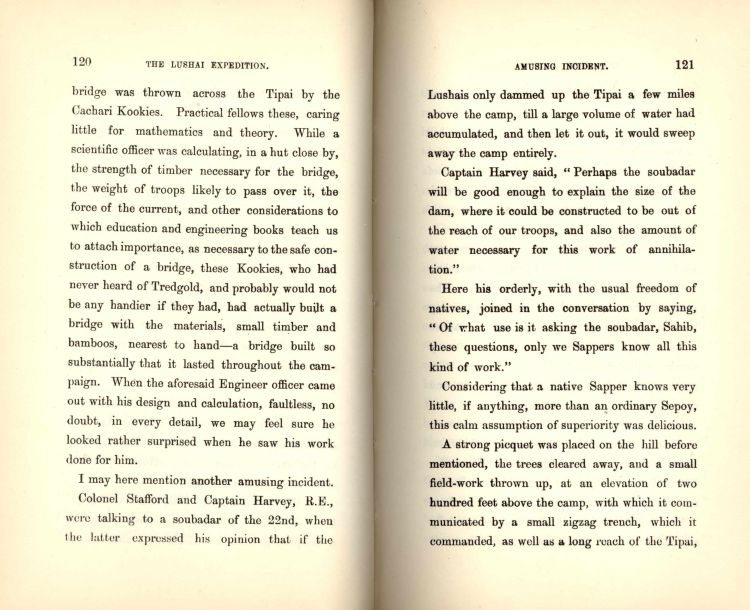 120
THE LUSHAI EXPEDITION.
bridge was thrown across the Tipai by the
Cachari Kookies. Practical fellows these, caring
little for mathematics and theory. While a
scientific officer was calculating, in a hut close by,
the strength of timber necessary for the bridge,
the weight of troops likely to pass over it, the
force of the current, and other considerations to
which education and engineering books teach us
to attach importance, as necessary to the safe con-
struction of a bridge, these Kookies, who had
never heard of Tredgold, and probably would not
be any handier if they had, had actually built a
bridge with the materials, small timber and
bamboos, nearest to hand—a bridge built so
substantially that it lasted throughout the cam-
paign. When the aforesaid Engineer officer came
out with his design and calculation, faultless, no
doubt, in every detail, we may feel sure he
looked rather surprised when he saw his work
done for him.
I may here mention another amusing incident.
Colonel Stafford and Captain Harvey, R.E.,
were talking to a soubadar of the 22nd, when
the latter expressed his opinion that if the
AMUSING INCIDENT.
121
Lushais only dammed up the Tipai a few miles
above the camp, till a large volume of water had
accumulated, and then let it out, it would sweep
away the camp entirely.
Captain Harvey said, “ Perhaps the soubadar
will be good enough to explain the size of the
dam, where it could be constructed to be out of
the reach of our troops, and also the amount of
water necessary for this work of annihila-
tion.”
Here his orderly, with the usual freedom of
natives, joined in the conversation by saying,
“ Of what use is it asking the soubadar, Sahib,
these questions, only we Sappers know all this
kind of work.”
Considering that a native Sapper knows very
little, if anything, more than an ordinary Sepoy,
this calm assumption of superiority was delicious.
A strong picquet was placed on the hill before
mentioned, the trees cleared away, and a small
field-work thrown up, at an elevation of two
hundred feet above the camp, with which it com-
municated by a small zigzag trench, which it
commanded, as well as a long reach of the Tipai,